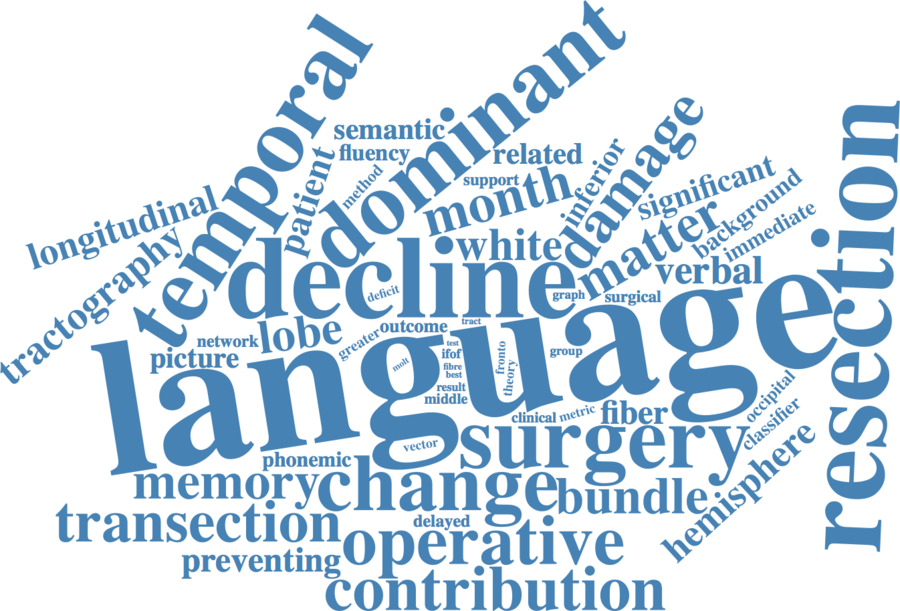 temporal
dominant
resection
semantic
fluency
patient
method
related
support
month
inferior
damage
significant
background
immediate
longitudinal
tractography
decline
white
matter
verbal
deficit
graph
surgical
language
network
lobe
greater
outcome
tract
picture
molt
test
ifof
fibre
best
result
middle
fronto
theory
group
clinical
metric
fiber
occipital
classifier
hemisphere
vector
surgery
phonemic
memory
change
bundle
transection
delayed
operative
preventing
contribution